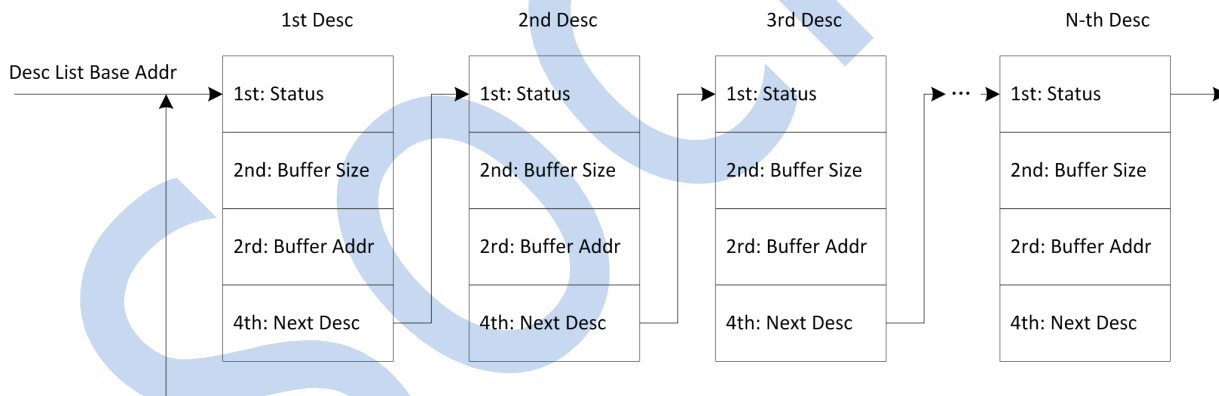 1st Desc
2nd Desc
3rd Desc
N-th Desc
Desc List Base Addr
1st: Status
1st: Status
1st: Status
...
1st: Status
2nd: Buffer Size
2nd: Buffer Size
2nd: Buffer Size
2nd: Buffer Size
2rd: Buffer Addr
2rd: Buffer Addr
2rd: Buffer Addr
2rd: Buffer Addr
4th: Next Desc
4th: Next Desc
4th: Next Desc
4th: Next Desc